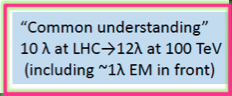 “Common understanding”
10 λ at LHC→12λ at 100 TeV
(including ~1λ EM in front)